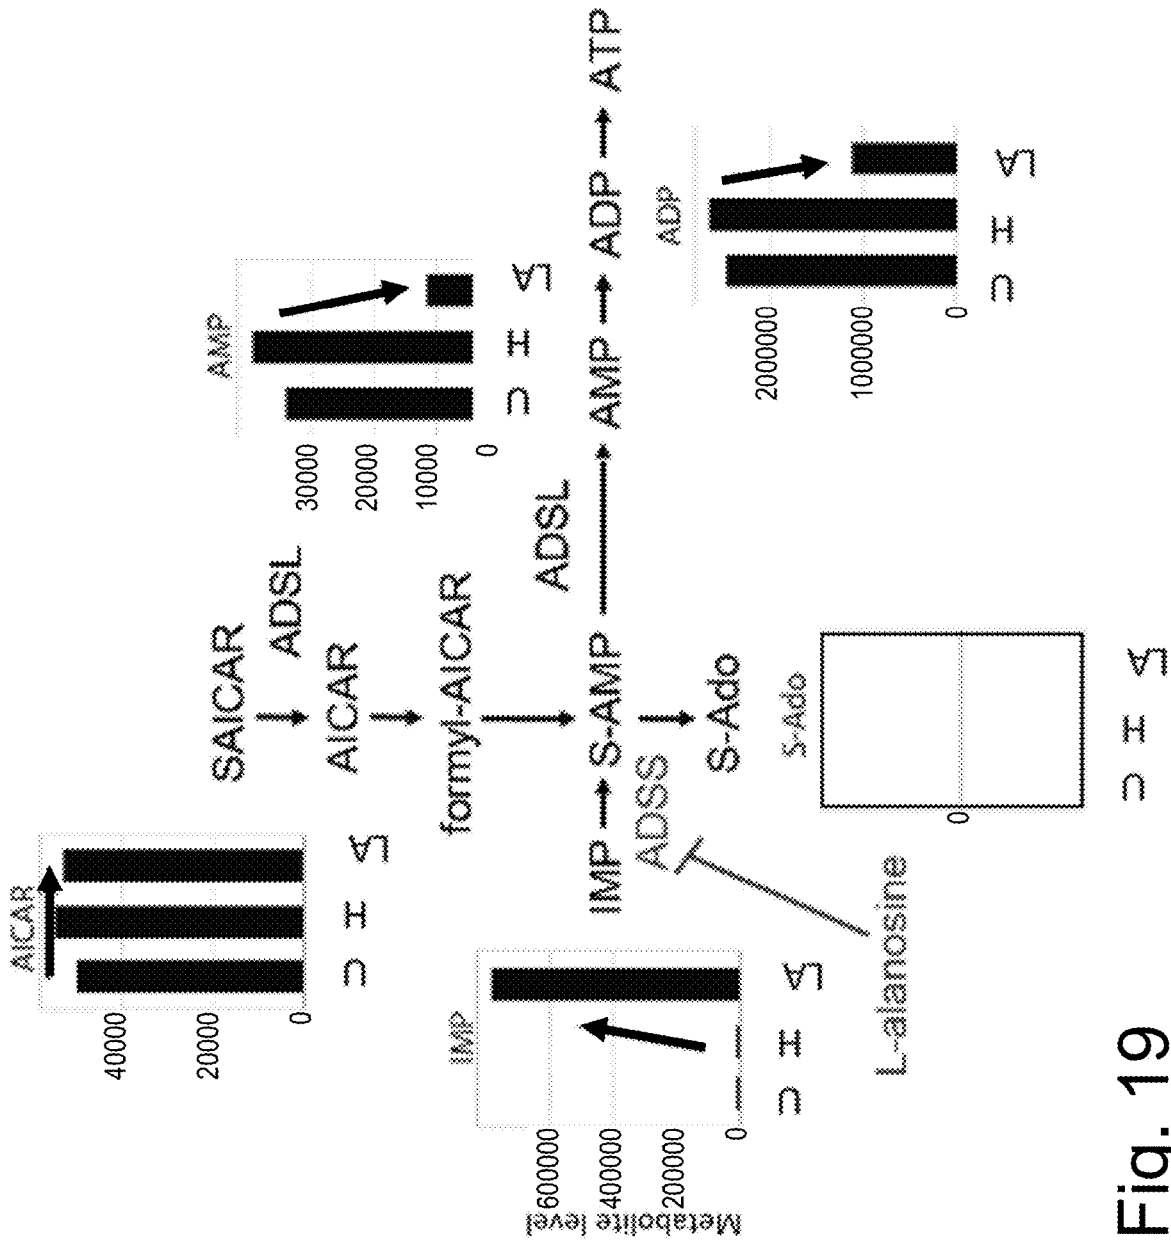 AICAR
40000
20000
0
C H LA
SAICAR
ADSL
AICAR
formyl-AICAR
AMP
30000
20000
10000
0
C H LA
Metabolite level
IMP
600000
400000
200000
0
C H LA
IMP S-AMP AMP ADP ATP
ADSS
ADSL
S-Ado
L-alanosine
S-Ado
0
C H LA
ADP
2000000
1000000
0
C H LA
Fig. 19